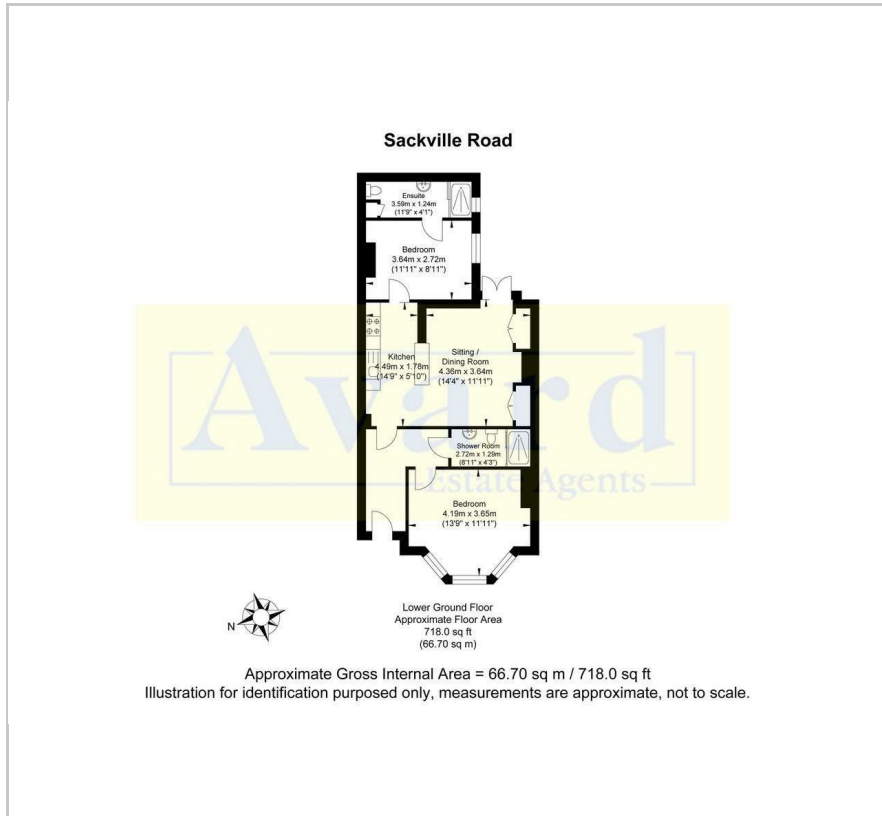 Sackville Road
Ensuite
3.59m x 1.24m
(11'9" x 4'1")
Bedroom
3.64m x 2.72m
(11'11" x 8'11")
Kitchen
4.49m x 1.78m
(14'9" x 5'10")
Sitting /
Dining Room
4.36m x 3.64m
(14'4" x 11'11")
Avard
Estate Agents
Shower Room
2.72m x 1.29m
(8'11" x 4'3")
Bedroom
4.19m x 3.65m
(13'9" x 11'11")
N
Lower Ground Floor
Approximate Floor Area
718.0 sq ft
(66.70 sq m)
Approximate Gross Internal Area = 66.70 sq m / 718.0 sq ft
Illustration for identification purposed only, measurements are approximate, not to scale.